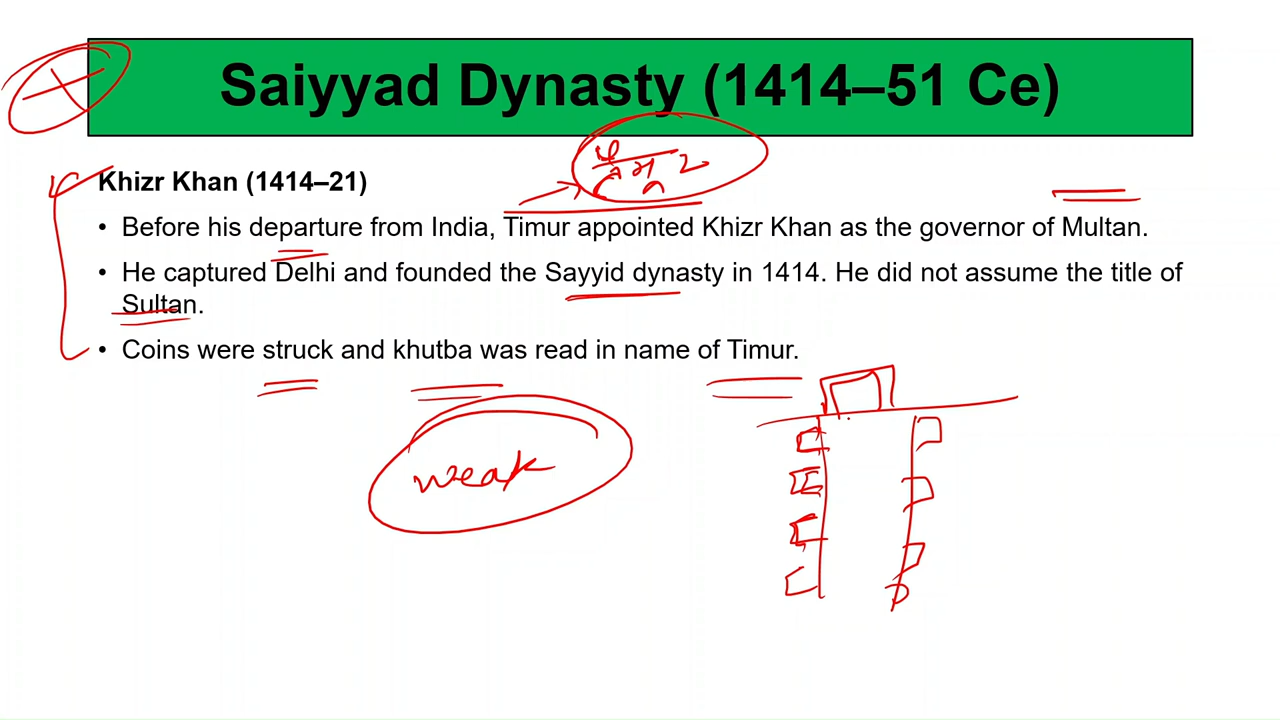 Saiyyad Dynasty (1414–51 Ce)
Khizr Khan (1414–21)
• Before his departure from India, Timur appointed Khizr Khan as the governor of Multan.
• He captured Delhi and founded the Sayyid dynasty in 1414. He did not assume the title of
Sultan.
• Coins were struck and khutba was read in name of Timur.
weak